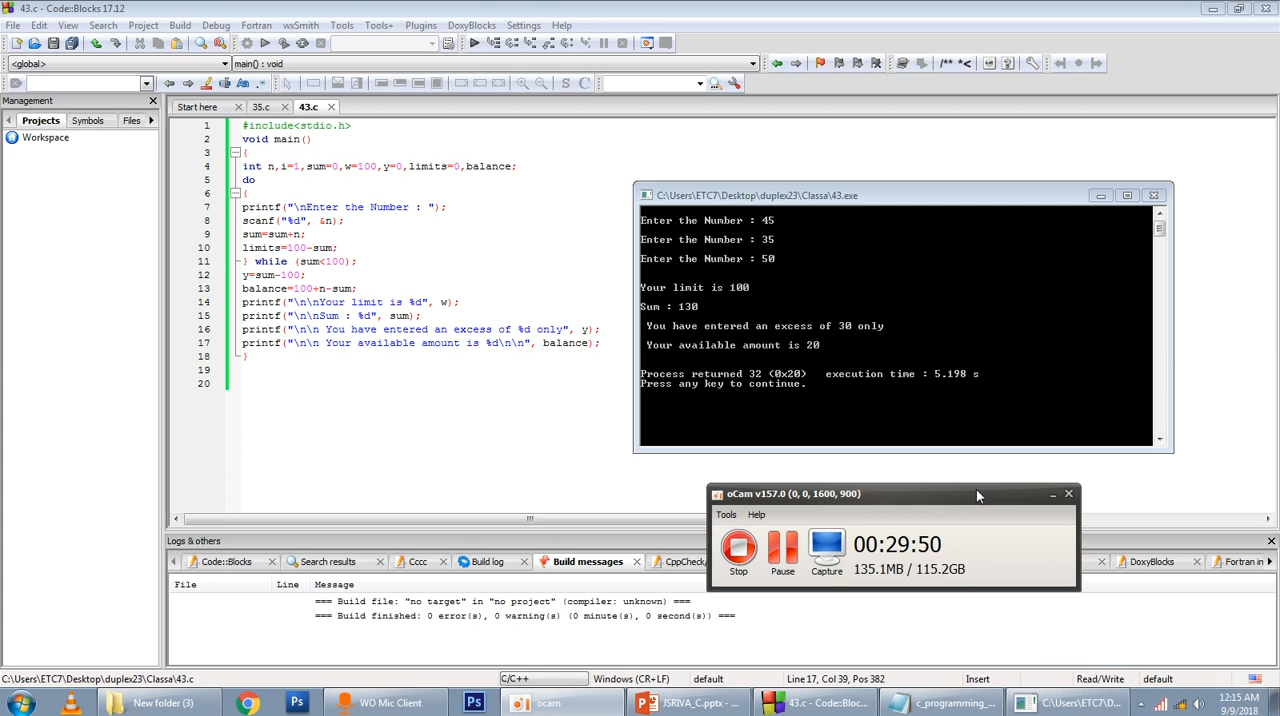 43.c - Code::Blocks 17.12
File Edit View Search Project Build Debug Fortran wxSmith Tools Tools+ Plugins DoxyBlocks Settings Help
<global> main() : void
Management
Projects Symbols Files
Workspace
Start here 35.c 43.c
1 #include<stdio.h>
2 void main()
3 {
4 int n,i=1,sum=0,w=100,y=0,limits=0,balance;
5 do
6 {
7 printf("\nEnter the Number : ");
8 scanf("%d", &n);
9 sum=sum+n;
10 limits=100-sum;
11 } while (sum<100);
12 y=sum-100;
13 balance=100+n-sum;
14 printf("\n\nYour limit is %d", w);
15 printf("\n\nSum : %d", sum);
16 printf("\n\n You have entered an excess of %d only", y);
17 printf("\n\n Your available amount is %d\n\n", balance);
18 }
19
20
C:\Users\ETC7\Desktop\duplex23\Classa\43.exe
Enter the Number : 45
Enter the Number : 35
Enter the Number : 50
Your limit is 100
Sum : 130
You have entered an excess of 30 only
Your available amount is 20
Process returned 32 (0x20) execution time : 5.198 s
Press any key to continue.
oCam v157.0 (0, 0, 1600, 900)
Tools Help
00:29:50
135.1MB / 115.2GB
Stop Pause Capture
Logs & others
Code::Blocks Search results Cccc Build log Build messages CppCheck/ DoxyBlocks Fortran in
File Line Message
=== Build file: "no target" in "no project" (compiler: unknown) ===
=== Build finished: 0 error(s), 0 warning(s) (0 minute(s), 0 second(s)) ===
C:\Users\ETC7\Desktop\duplex23\Classa\43.c C/C++ Windows (CR+LF) default Line 17, Col 39, Pos 382 Insert Read/Write default
New folder (3) WO Mic Client ocam JSRIVA_C.pptx - ... 43.c - Code::Bloc... c_programming_... C:\Users\ETC7\De...
12:15 AM
9/9/2018